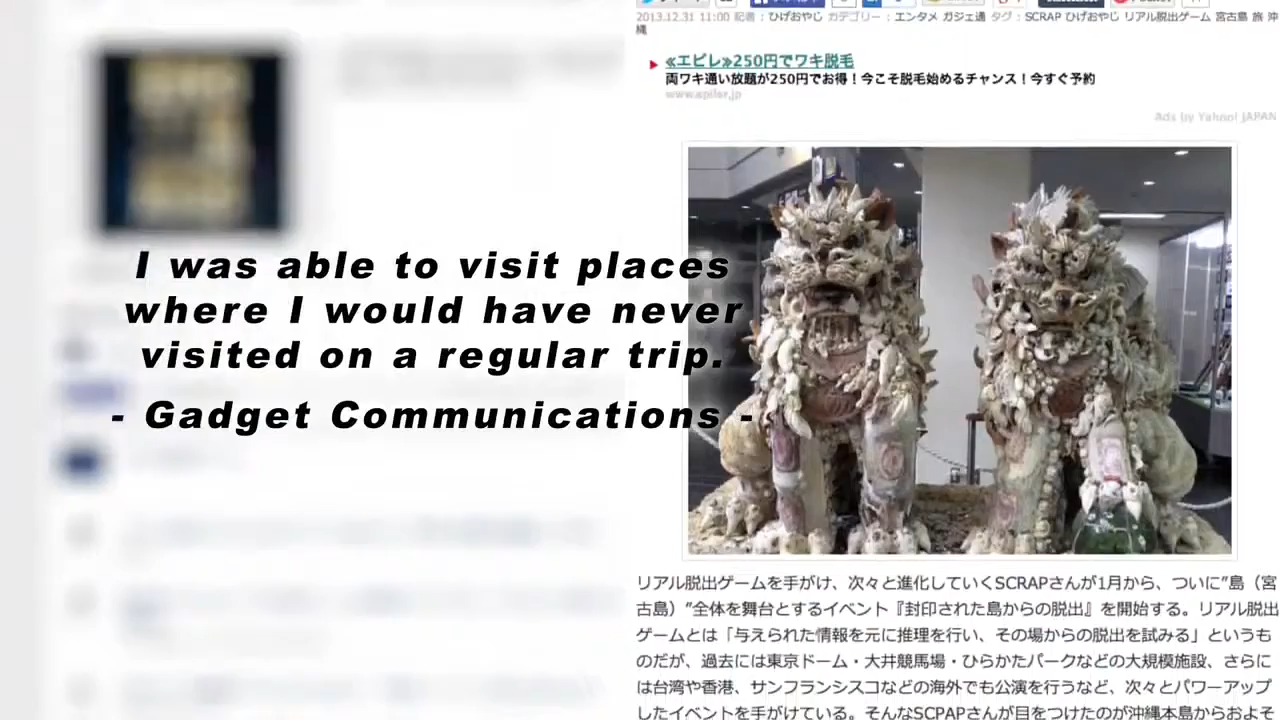 2013.12.31 11:00 記者 : ひげおやじ カテゴリー : エンタメ ガジェ通 タグ : SCRAP ひげおやじ リアル脱出ゲーム 宮古島 旅 沖
縄
≪エピレ≫250円でワキ脱毛
両ワキ通い放題が250円でお得！今こそ脱毛始めるチャンス！今すぐ予約
www.epiler.jp
Ads by Yahoo! JAPAN
I was able to visit places
where I would have never
visited on a regular trip.
- Gadget Communications -
リアル脱出ゲームを手がけ、次々と進化していくSCRAPさんが1月から、ついに”島（宮
古島）”全体を舞台とするイベント『封印された島からの脱出』を開始する。リアル脱出
ゲームとは「与えられた情報を元に推理を行い、その場からの脱出を試みる」というも
のだが、過去には東京ドーム・大井競馬場・ひらかたパークなどの大規模施設、さらに
は台湾や香港、サンフランシスコなどの海外でも公演を行うなど、次々とパワーアップ
したイベントを手がけている。そんなSCPAPさんが目をつけたのが沖縄本島からおよそ